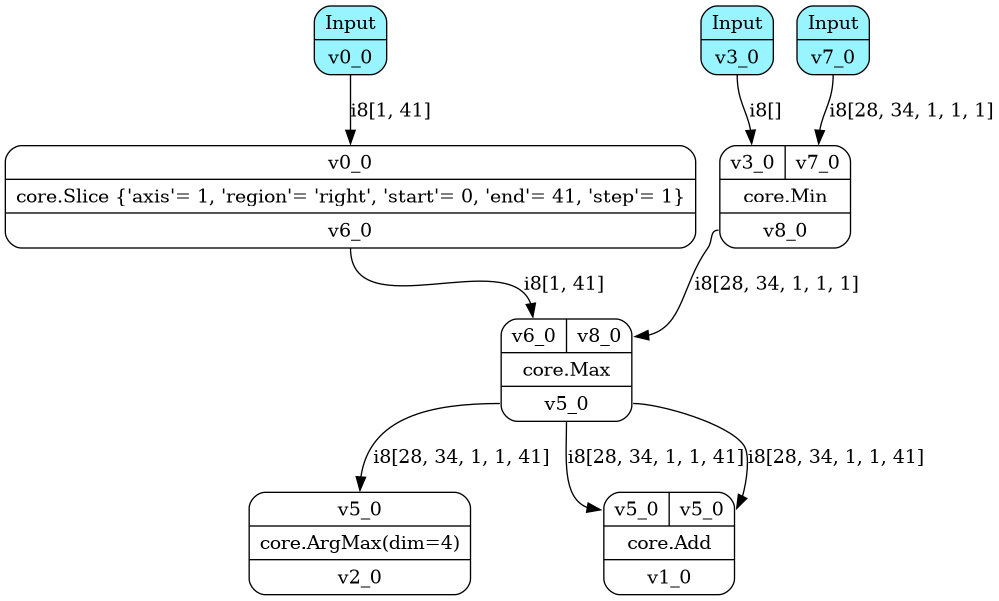 Input
v0_0
Input
v3_0
Input
v7_0
i8[1, 41]
i8[]
i8[28, 34, 1, 1, 1]
v0_0
core.Slice {'axis'= 1, 'region'= 'right', 'start'= 0, 'end'= 41, 'step'= 1}
v6_0
v3_0 v7_0
core.Min
v8_0
i8[1, 41]
i8[28, 34, 1, 1, 1]
v6_0 v8_0
core.Max
v5_0
i8[28, 34, 1, 1, 41]
i8[28, 34, 1, 1, 41]
i8[28, 34, 1, 1, 41]
v5_0
core.ArgMax(dim=4)
v2_0
v5_0 v5_0
core.Add
v1_0